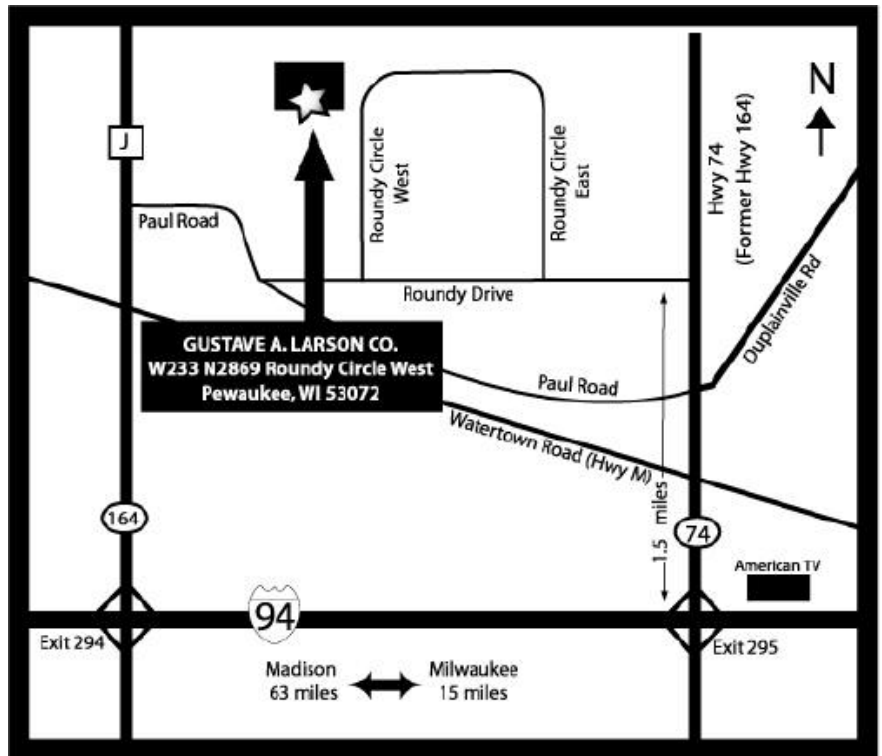 N
J
Paul Road
Roundy Circle
West
Roundy Circle
East
Hwy 74
(Former Hwy 164)
Duplainville Rd
Roundy Drive
GUSTAVE A. LARSON CO.
W233 N2869 Roundy Circle West
Pewaukee, WI 53072
Paul Road
Watertown Road (Hwy M)
1.5 miles
164
74
American TV
94
Exit 294
Exit 295
Madison
63 miles
Milwaukee
15 miles